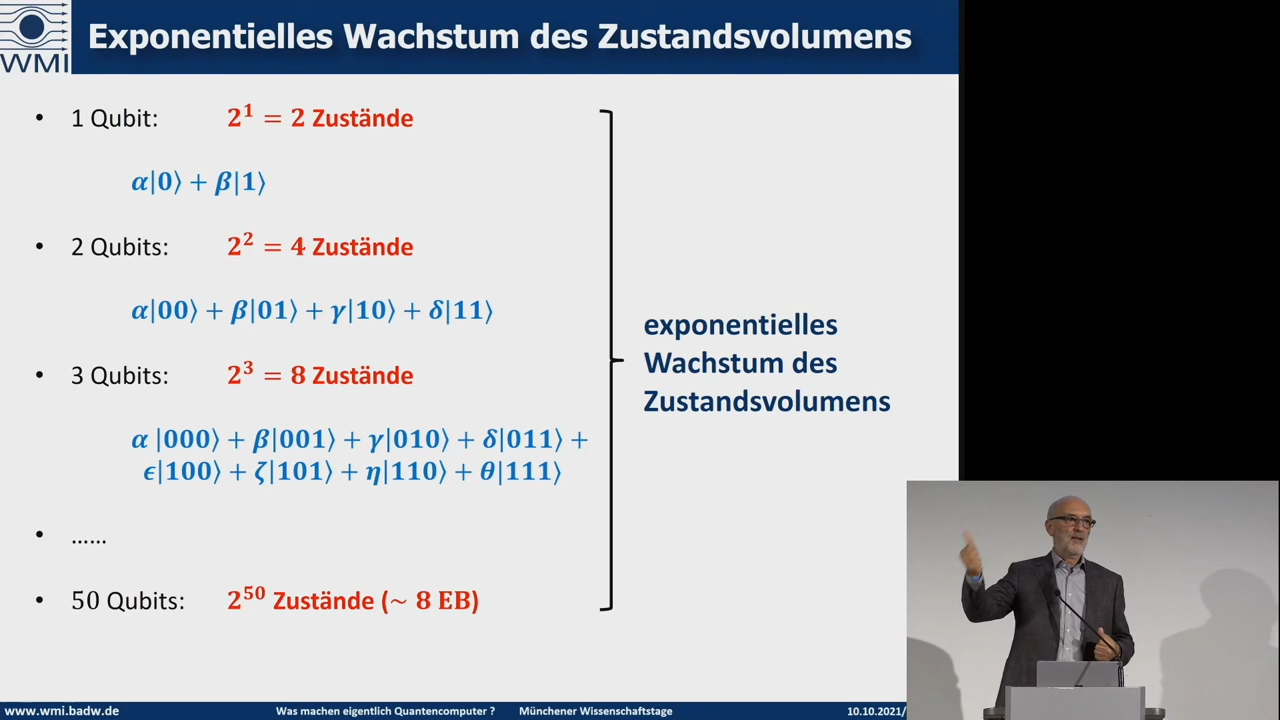 WMI
Exponentielles Wachstum des Zustandsvolumens
• 1 Qubit: 2¹ = 2 Zustände
α|0⟩ + β|1⟩
• 2 Qubits: 2² = 4 Zustände
α|00⟩ + β|01⟩ + γ|10⟩ + δ|11⟩
• 3 Qubits: 2³ = 8 Zustände
α |000⟩ + β|001⟩ + γ|010⟩ + δ|011⟩ +
ϵ|100⟩ + ζ|101⟩ + η|110⟩ + θ|111⟩
• ……
• 50 Qubits: 2⁵⁰ Zustände (~ 8 EB)
exponentielles
Wachstum des
Zustandsvolumens
www.wmi.badw.de Was machen eigentlich Quantencomputer ? Münchener Wissenschaftstage 10.10.2021/